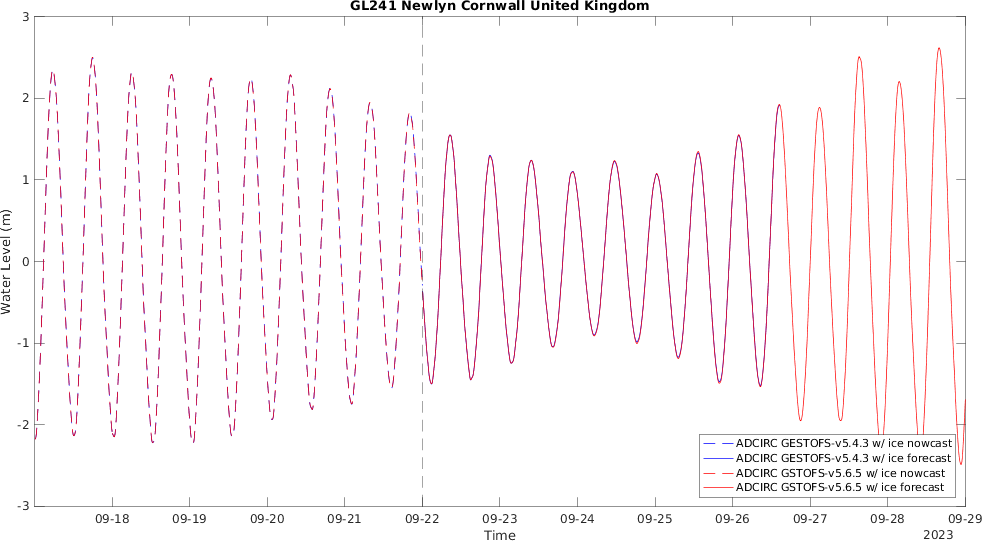 GL241 Newlyn Cornwall United Kingdom
3
2
1
0
-1
-2
-3
Water Level (m)
ADCIRC GESTOFS-v5.4.3 w/ ice nowcast
ADCIRC GESTOFS-v5.4.3 w/ ice forecast
ADCIRC GSTOFS-v5.6.5 w/ ice nowcast
ADCIRC GSTOFS-v5.6.5 w/ ice forecast
09-18 09-19 09-20 09-21 09-22 09-23 09-24 09-25 09-26 09-27 09-28 09-29
Time
2023